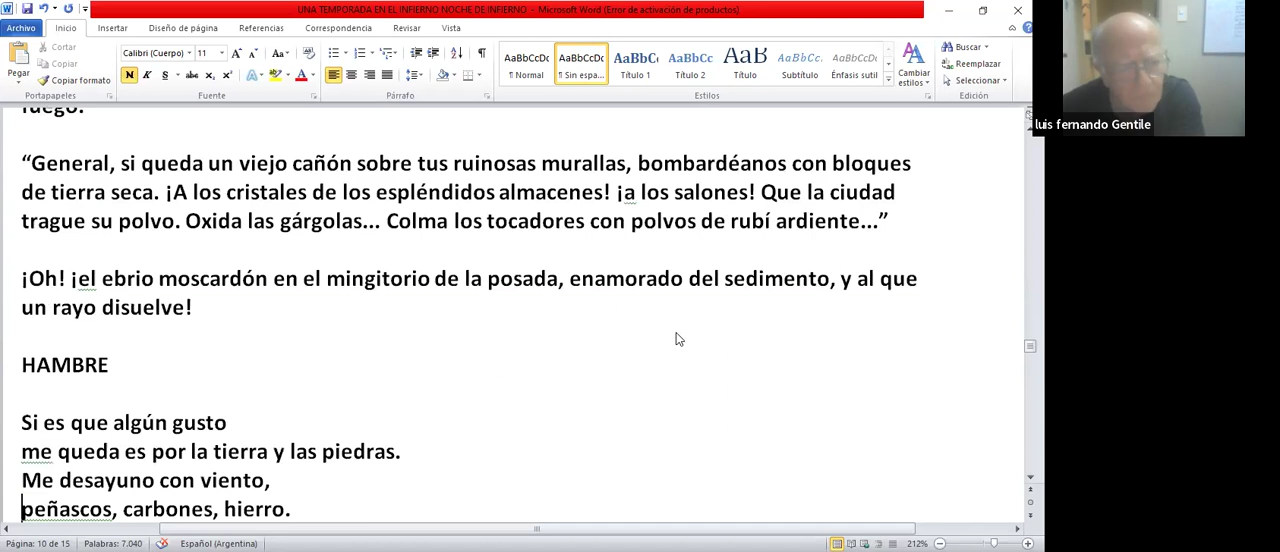 UNA TEMPORADA EN EL INFIERNO NOCHE DE INFIERNO - Microsoft Word (Error de activación de productos)
Archivo Inicio Insertar Diseño de página Referencias Correspondencia Revisar Vista
Pegar
Cortar
Copiar
Copiar formato
Portapapeles
Calibri (Cuerpo) 11
N K S abc x₂ x²
Fuente
Párrafo
AaBbCcDc AaBbCcDc AaBbC AaBbCc AaB AaBbCc. AaBbCcDc
¶ Normal ¶ Sin espa... Título 1 Título 2 Título Subtítulo Énfasis sutil
Estilos
Cambiar estilos
Buscar
Reemplazar
Seleccionar
Edición
luis fernando Gentile
fuego.
“General, si queda un viejo cañón sobre tus ruinosas murallas, bombardéanos con bloques
de tierra seca. ¡A los cristales de los espléndidos almacenes! ¡a los salones! Que la ciudad
trague su polvo. Oxida las gárgolas... Colma los tocadores con polvos de rubí ardiente...”
¡Oh! ¡el ebrio moscardón en el mingitorio de la posada, enamorado del sedimento, y al que
un rayo disuelve!
HAMBRE
Si es que algún gusto
me queda es por la tierra y las piedras.
Me desayuno con viento,
peñascos, carbones, hierro.
Página: 10 de 15 Palabras: 7.040 Español (Argentina) 212%